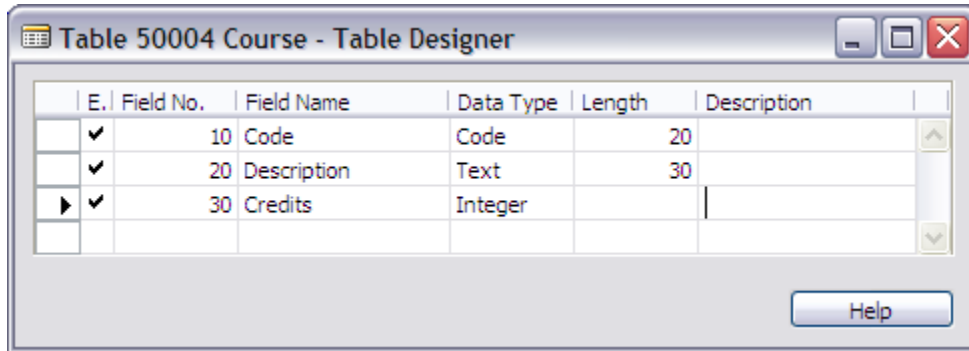 Table 50004 Course - Table Designer
E. Field No. Field Name Data Type Length Description
10 Code Code 20
20 Description Text 30
30 Credits Integer
Help